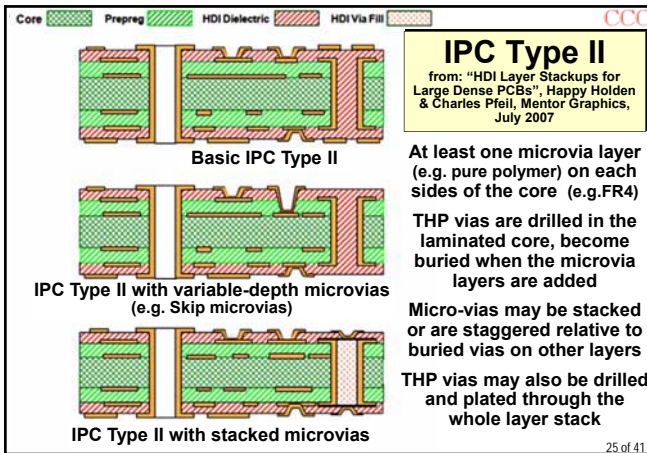 Core Prepreg HDI Dielectric HDI Via Fill
CCC
IPC Type II
from: “HDI Layer Stackups for
Large Dense PCBs”, Happy Holden
& Charles Pfeil, Mentor Graphics,
July 2007
Basic IPC Type II
At least one microvia layer
(e.g. pure polymer) on each
sides of the core (e.g.FR4)
THP vias are drilled in the
laminated core, become
buried when the microvia
layers are added
IPC Type II with variable-depth microvias
(e.g. Skip microvias)
Micro-vias may be stacked
or are staggered relative to
buried vias on other layers
THP vias may also be drilled
and plated through the
whole layer stack
IPC Type II with stacked microvias
25 of 41